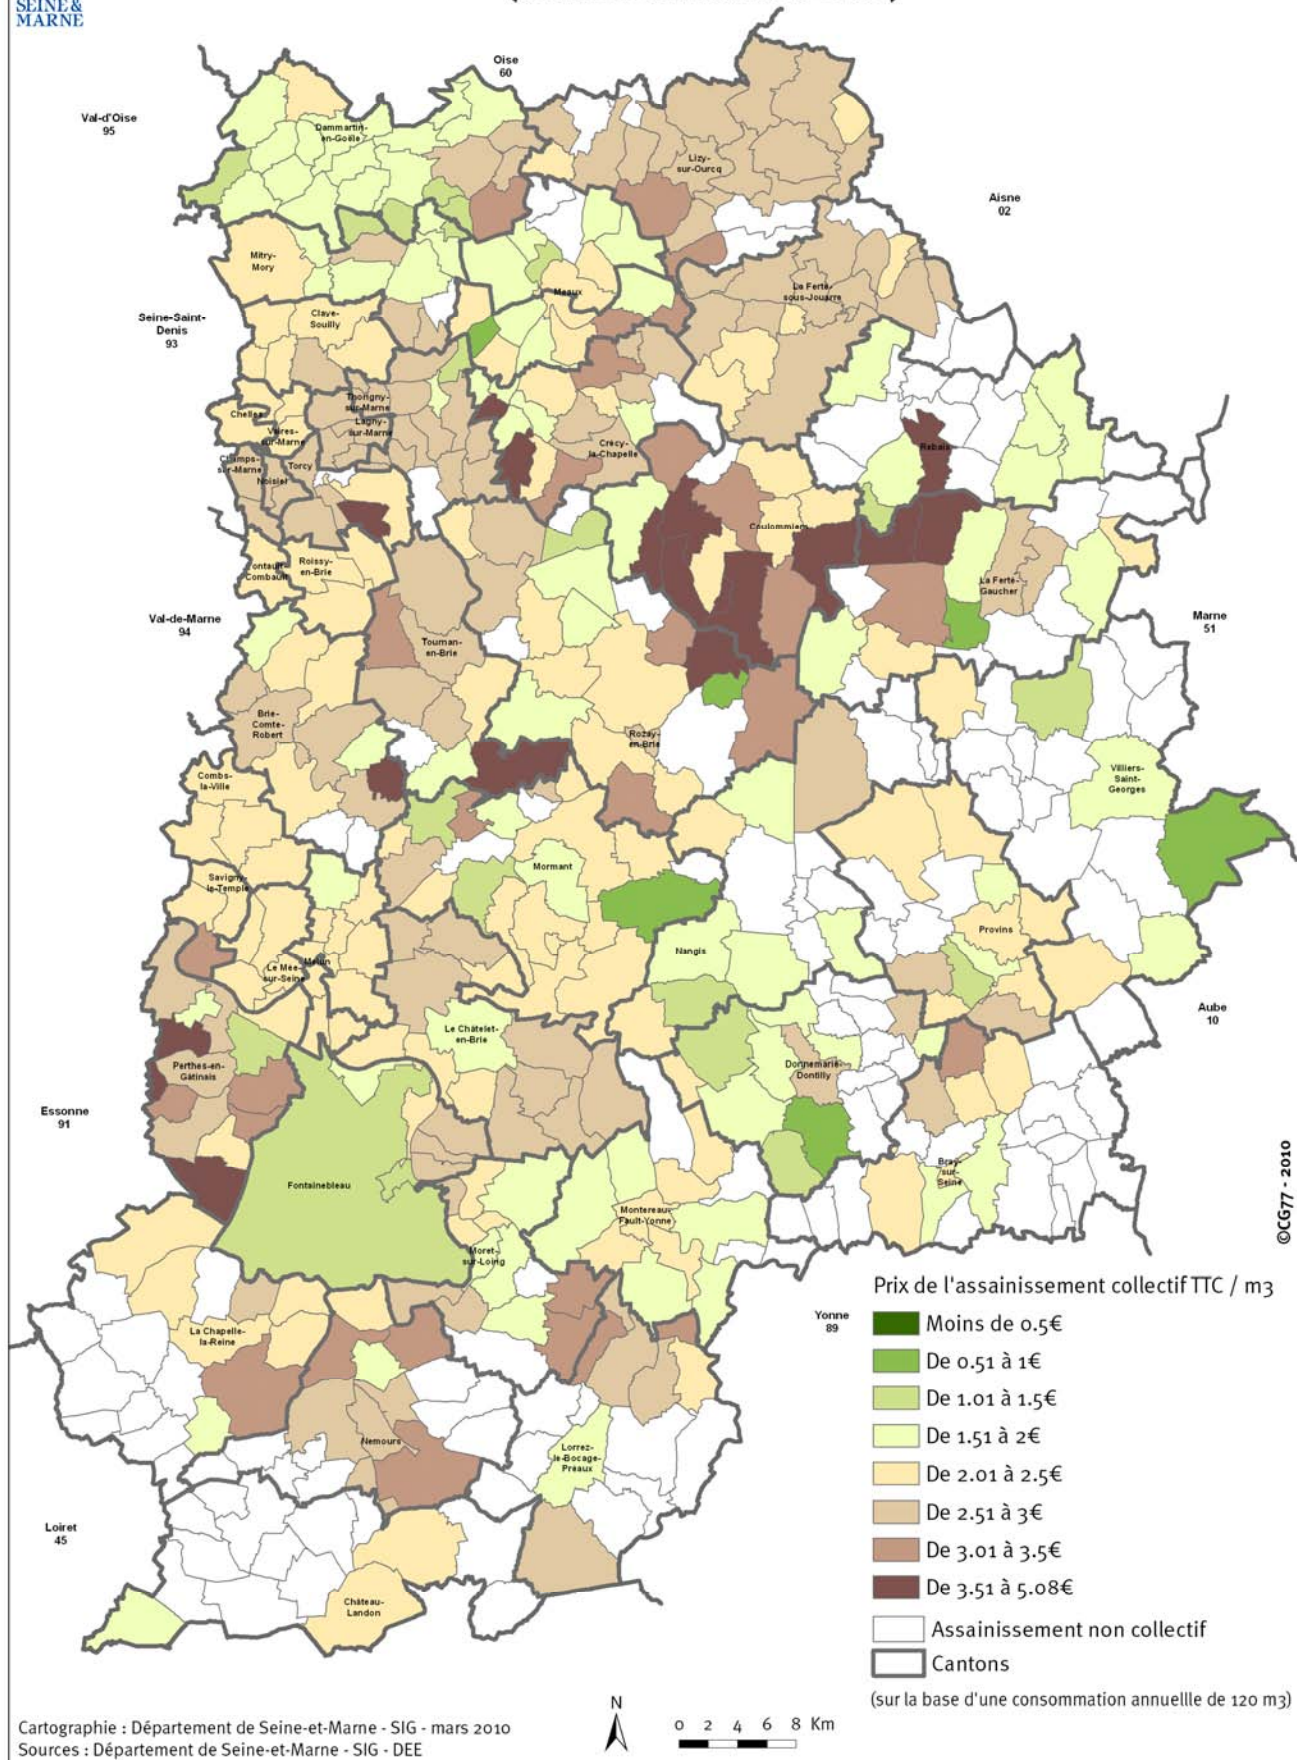 SEINE &
MARNE
Oise
60
Val-d'Oise
95
Dammartin-
en-Goële
Lizy-
sur-Ourcq
Aisne
02
Mitry-
Mory
Meaux
La Ferté-
sous-Jouarre
Seine-Saint-
Denis
93
Claye-
Souilly
Thorigny-
sur-Marne
Chelles
Lagny-
sur-Marne
Vaires-
sur-Marne
Crécy-
la-Chapelle
Rebais
Champs-
sur-Marne
Torcy
Noisiel
Coulommiers
Pontault-
Combault
Roissy-
en-Brie
La Ferté-
Gaucher
Val-de-Marne
94
Marne
51
Tournan-
en-Brie
Brie-
Comte-
Robert
Rozay-
en-Brie
Combs-
la-Ville
Villiers-
Saint-
Georges
Mormant
Savigny-
le-Temple
Provins
Nangis
Le Mée-
sur-Seine
Melun
Aube
10
Le Châtelet-
en-Brie
Perthes-en-
Gâtinais
Donnemarie-
Dontilly
Essonne
91
Bray-
sur-
Seine
Fontainebleau
Montereau-
Fault-Yonne
Moret-
sur-Loing
©CG77 - 2010
La Chapelle-
la-Reine
Yonne
89
Nemours
Lorrez-
le-Bocage-
Préaux
Loiret
45
Château-
Landon
Prix de l'assainissement collectif TTC / m3
Moins de 0.5€
De 0.51 à 1€
De 1.01 à 1.5€
De 1.51 à 2€
De 2.01 à 2.5€
De 2.51 à 3€
De 3.01 à 3.5€
De 3.51 à 5.08€
Assainissement non collectif
Cantons
(sur la base d'une consommation annuellle de 120 m3)
N
0 2 4 6 8 Km
Cartographie : Département de Seine-et-Marne - SIG - mars 2010
Sources : Département de Seine-et-Marne - SIG - DEE